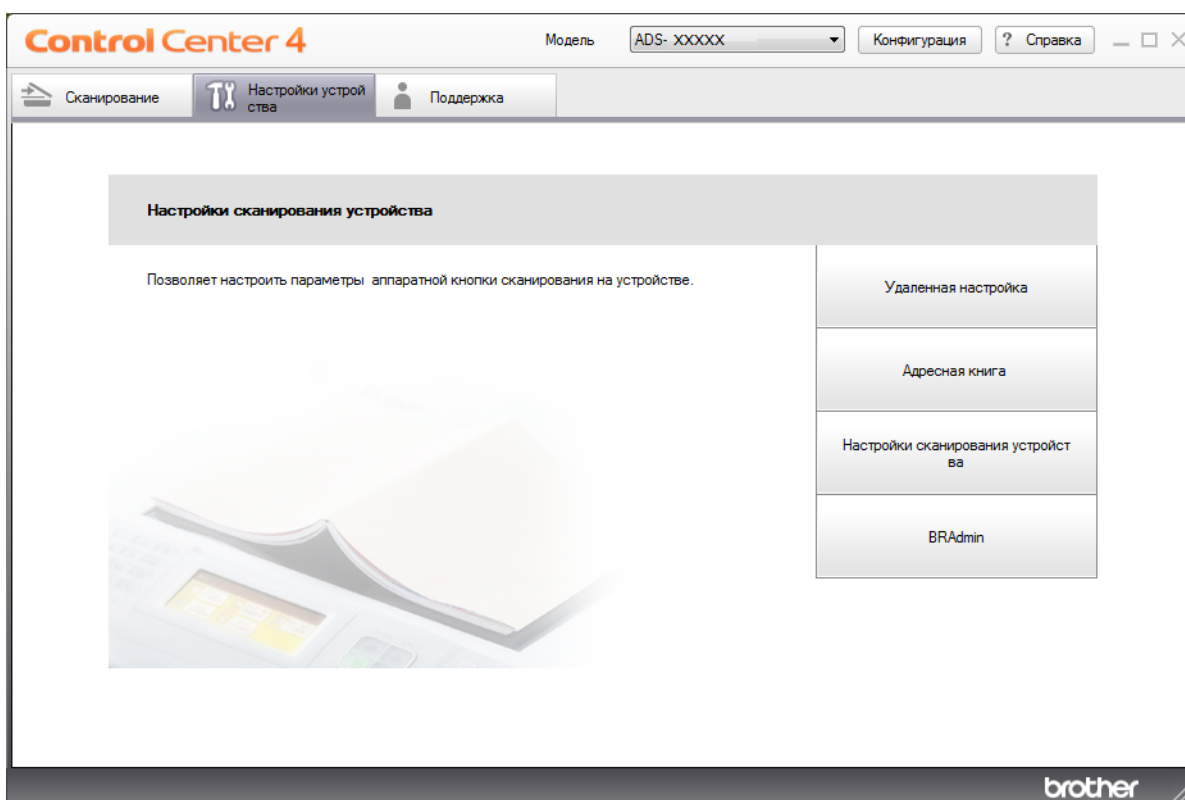 Control Center 4
Модель
ADS- XXXXX
Конфигурация
? Справка
Сканирование
Настройки устрой
ства
Поддержка
Настройки сканирования устройства
Позволяет настроить параметры аппаратной кнопки сканирования на устройстве.
Удаленная настройка
Адресная книга
Настройки сканирования устройст
ва
BRAdmin
brother